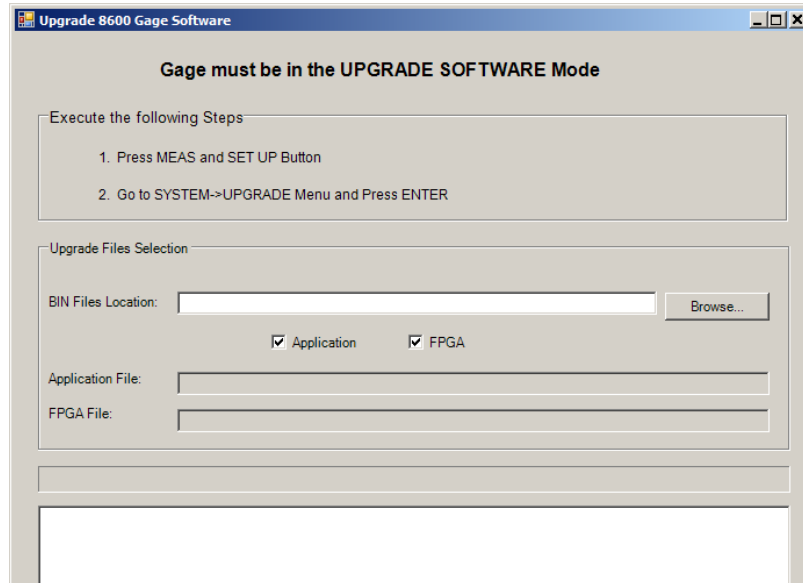 Upgrade 8600 Gage Software
Gage must be in the UPGRADE SOFTWARE Mode
Execute the following Steps
1. Press MEAS and SET UP Button
2. Go to SYSTEM->UPGRADE Menu and Press ENTER
Upgrade Files Selection
BIN Files Location:
Browse...
Application
FPGA
Application File:
FPGA File: